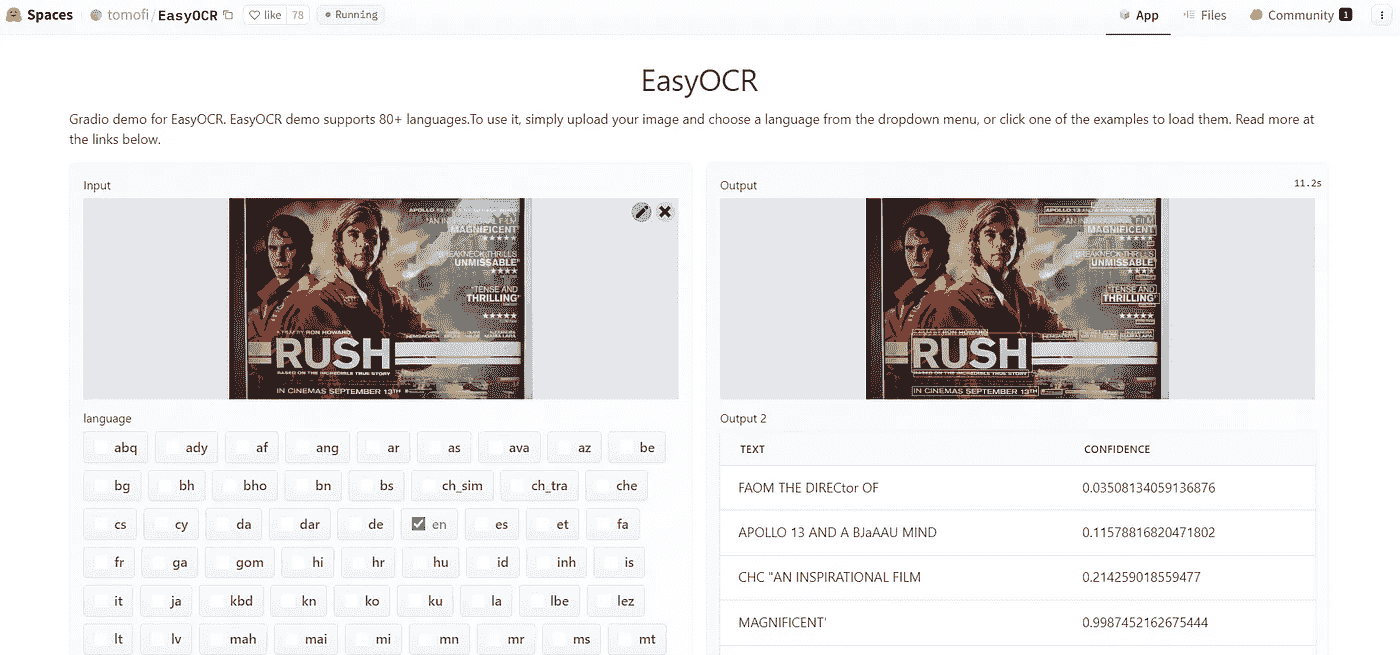 Spaces tomofi/EasyOCR like 78 Running App Files Community 1
EasyOCR
Gradio demo for EasyOCR. EasyOCR demo supports 80+ languages.To use it, simply upload your image and choose a language from the dropdown menu, or click one of the examples to load them. Read more at
the links below.
Input
APOLLO 13
"AN INSPIRATIONAL FILM
MAGNIFICENT"
BREAKNECK THRILLS
UNMISSABLE"
"TENSE AND
THRILLING"
A FILM BY RON HOWARD
RUSH
BASED ON THE INCREDIBLE TRUE STORY
IN CINEMAS SEPTEMBER 13TH
language
abq ady af ang ar as ava az be
bg bh bho bn bs ch_sim ch_tra che
cs cy da dar de en es et fa
fr ga gom hi hr hu id inh is
it ja kbd kn ko ku la lbe lez
lt lv mah mai mi mn mr ms mt
Output 11.2s
APOLLO 13
"AN INSPIRATIONAL FILM
MAGNIFICENT"
BREAKNECK THRILLS
UNMISSABLE"
"TENSE AND
THRILLING"
A FILM BY RON HOWARD
RUSH
BASED ON THE INCREDIBLE TRUE STORY
IN CINEMAS SEPTEMBER 13TH
Output 2
TEXT CONFIDENCE
FAOM THE DIRECtor OF 0.03508134059136876
APOLLO 13 AND A BJaAAU MIND 0.11578816820471802
CHC "AN INSPIRATIONAL FILM 0.214259018559477
MAGNIFICENT' 0.9987452162675444